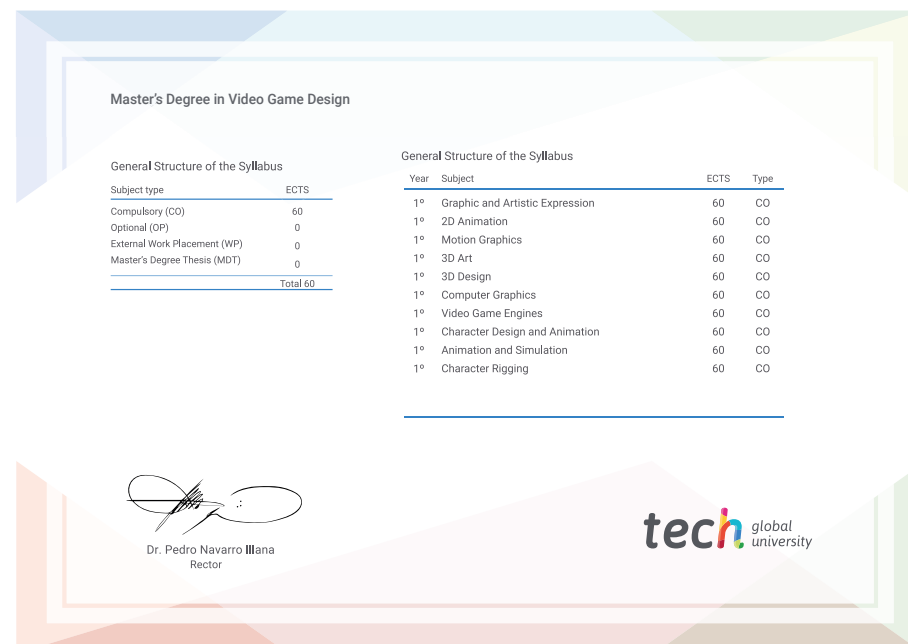 Master's Degree in Video Game Design
General Structure of the Syllabus
Subject type ECTS
Compulsory (CO) 60
Optional (OP) 0
External Work Placement (WP) 0
Master's Degree Thesis (MDT) 0
Total 60
General Structure of the Syllabus
Year Subject ECTS Type
1º Graphic and Artistic Expression 60 CO
1º 2D Animation 60 CO
1º Motion Graphics 60 CO
1º 3D Art 60 CO
1º 3D Design 60 CO
1º Computer Graphics 60 CO
1º Video Game Engines 60 CO
1º Character Design and Animation 60 CO
1º Animation and Simulation 60 CO
1º Character Rigging 60 CO
Dr. Pedro Navarro Illana
Rector
tech global
university